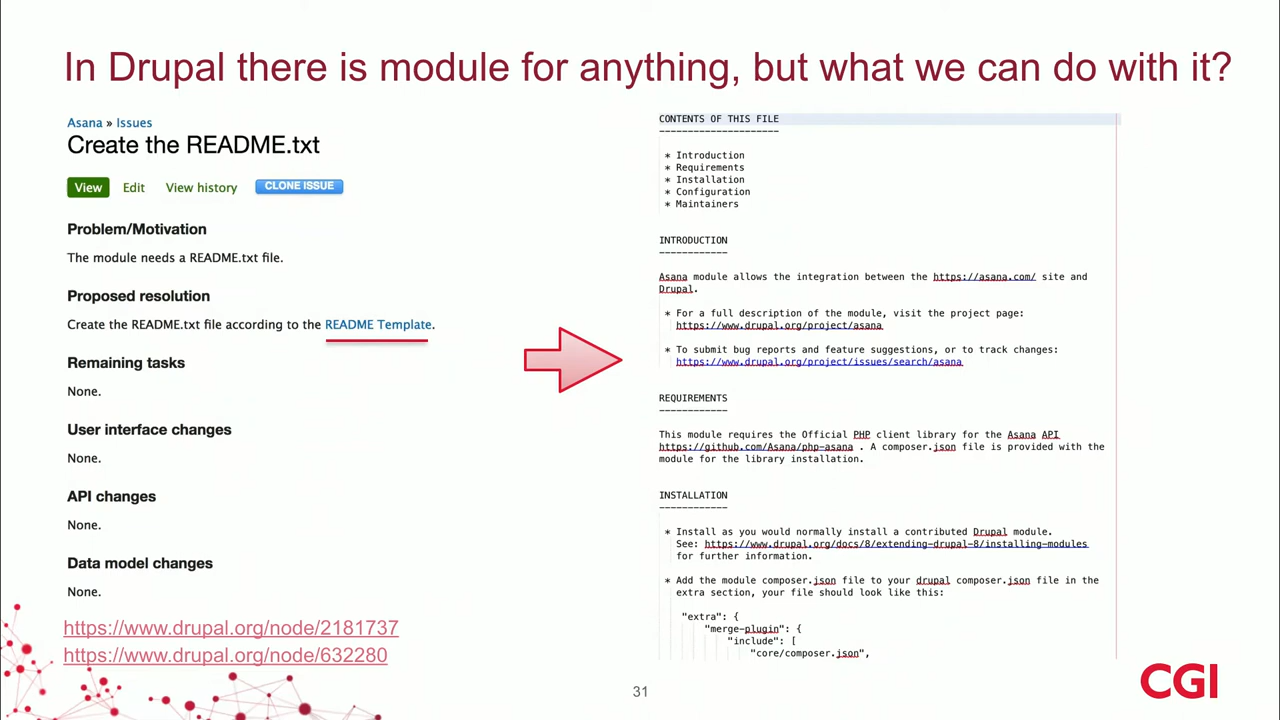 In Drupal there is module for anything, but what we can do with it?
Asana » Issues
Create the README.txt
View Edit View history CLONE ISSUE
Problem/Motivation
The module needs a README.txt file.
Proposed resolution
Create the README.txt file according to the README Template.
Remaining tasks
None.
User interface changes
None.
API changes
None.
Data model changes
None.
https://www.drupal.org/node/2181737
https://www.drupal.org/node/632280
CONTENTS OF THIS FILE
---------------------
* Introduction
* Requirements
* Installation
* Configuration
* Maintainers
INTRODUCTION
------------
Asana module allows the integration between the https://asana.com/ site and
Drupal.
* For a full description of the module, visit the project page:
https://www.drupal.org/project/asana
* To submit bug reports and feature suggestions, or to track changes:
https://www.drupal.org/project/issues/search/asana
REQUIREMENTS
------------
This module requires the Official PHP client library for the Asana API
https://github.com/Asana/php-asana . A composer.json file is provided with the
module for the library installation.
INSTALLATION
------------
* Install as you would normally install a contributed Drupal module.
See: https://www.drupal.org/docs/8/extending-drupal-8/installing-modules
for further information.
* Add the module composer.json file to your drupal composer.json file in the
extra section, your file should look like this:
"extra": {
"merge-plugin": {
"include": [
"core/composer.json",
31
CGI